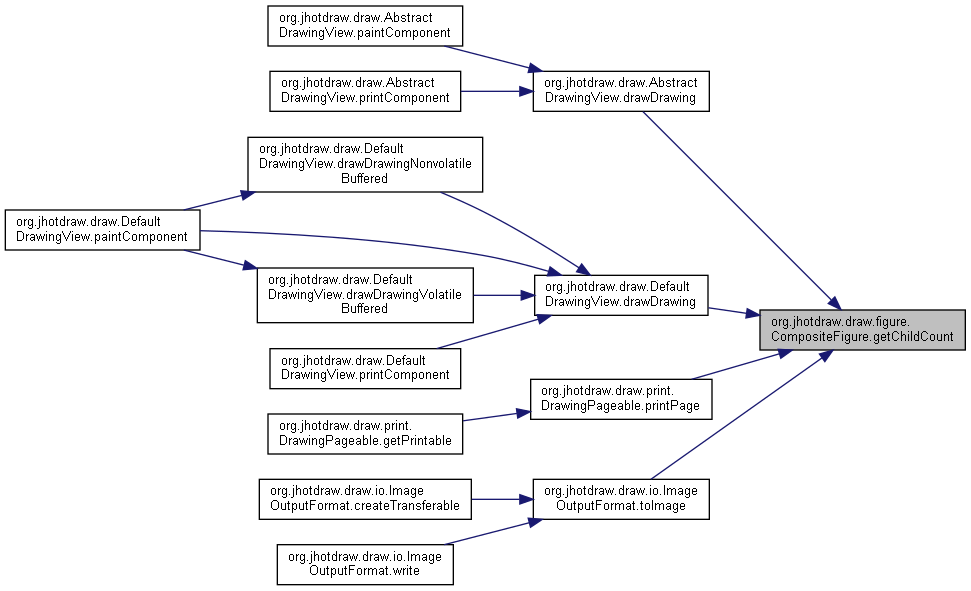 org.jhotdraw.draw.Abstract
DrawingView.paintComponent
org.jhotdraw.draw.Abstract
DrawingView.printComponent
org.jhotdraw.draw.Abstract
DrawingView.drawDrawing
org.jhotdraw.draw.Default
DrawingView.drawDrawingNonvolatile
Buffered
org.jhotdraw.draw.Default
DrawingView.paintComponent
org.jhotdraw.draw.Default
DrawingView.drawDrawingVolatile
Buffered
org.jhotdraw.draw.Default
DrawingView.drawDrawing
org.jhotdraw.draw.figure.
CompositeFigure.getChildCount
org.jhotdraw.draw.Default
DrawingView.printComponent
org.jhotdraw.draw.print.
DrawingPageable.printPage
org.jhotdraw.draw.print.
DrawingPageable.getPrintable
org.jhotdraw.draw.io.Image
OutputFormat.createTransferable
org.jhotdraw.draw.io.Image
OutputFormat.toImage
org.jhotdraw.draw.io.Image
OutputFormat.write